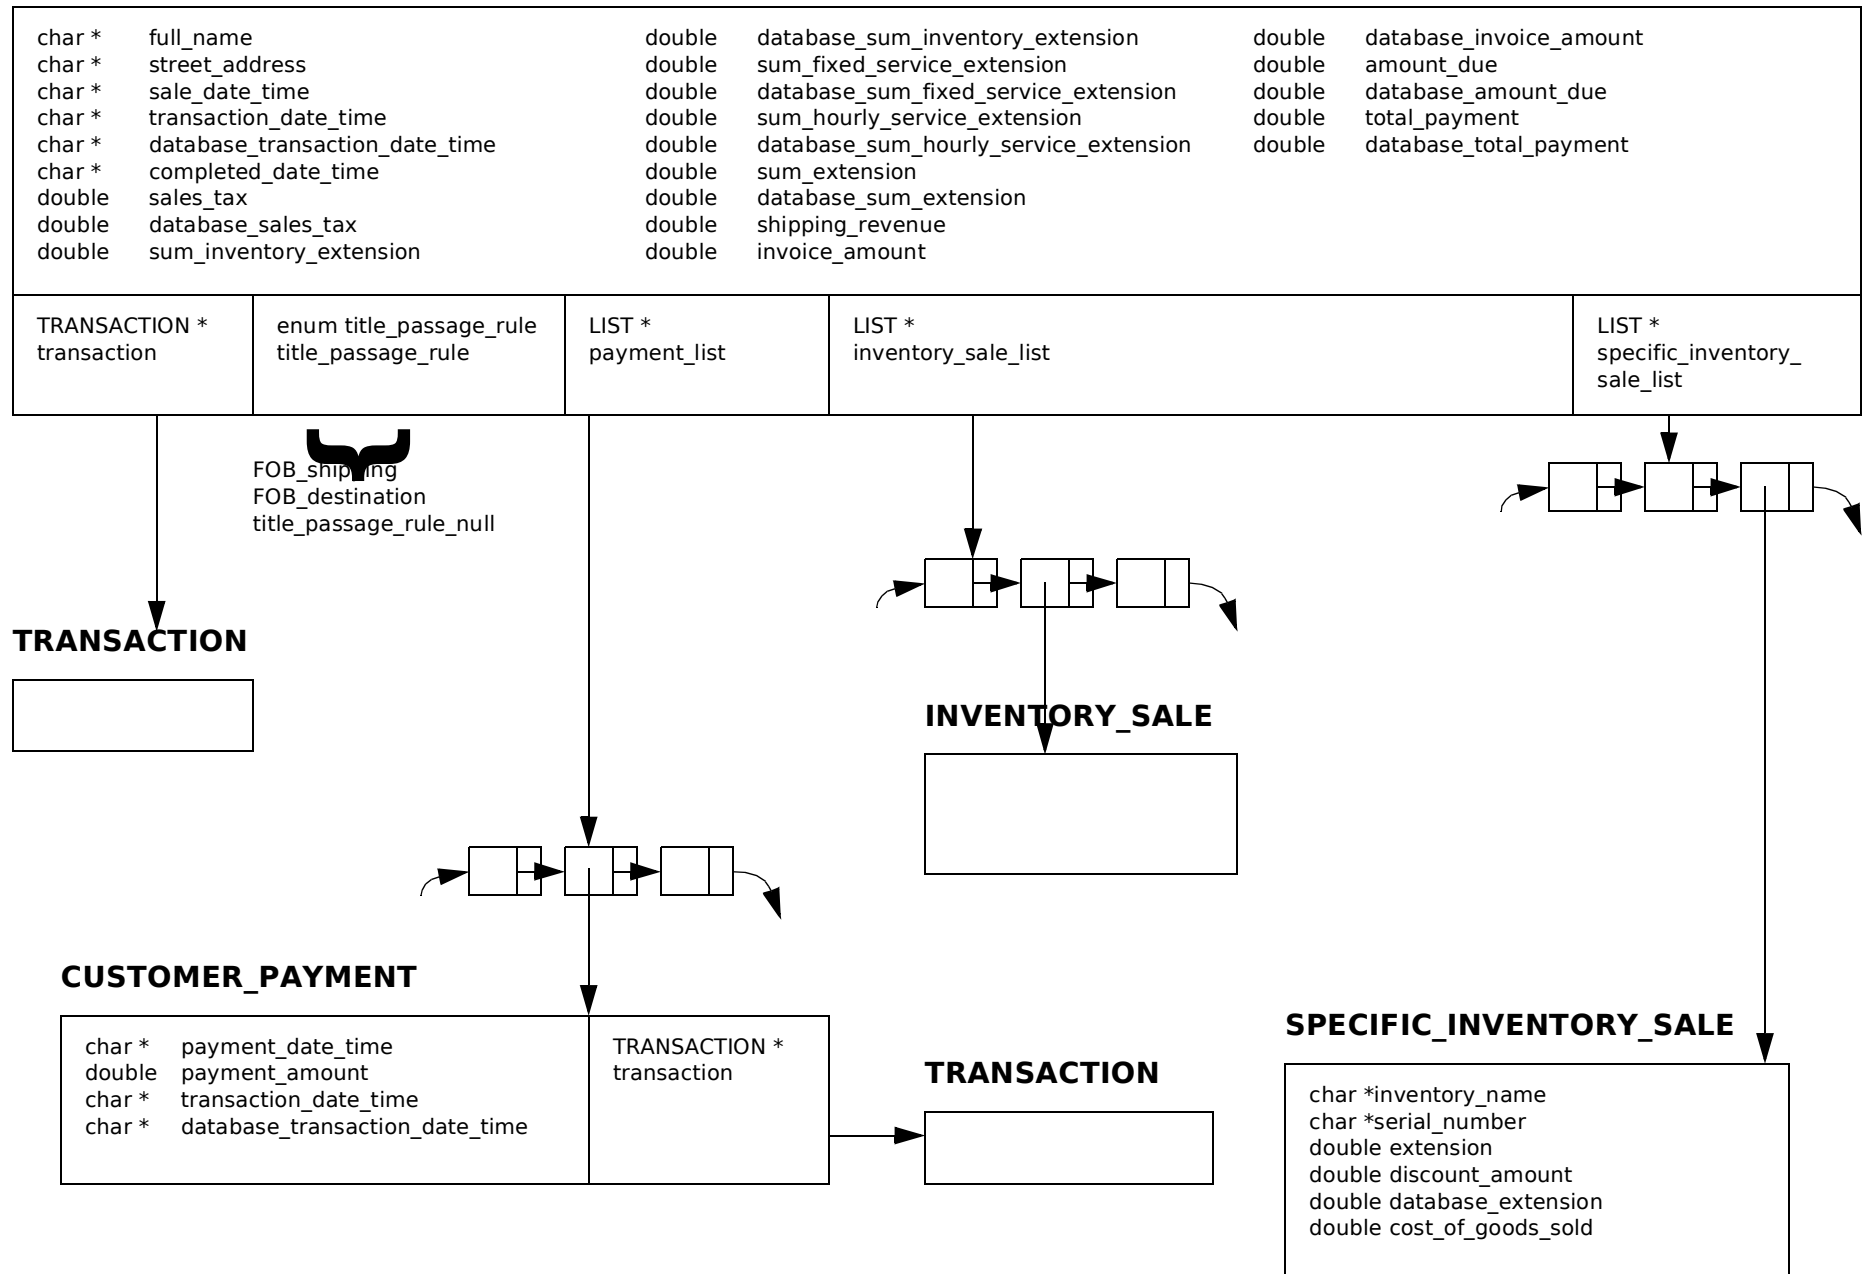 char * full_name
char * street_address
char * sale_date_time
char * transaction_date_time
char * database_transaction_date_time
char * completed_date_time
double sales_tax
double database_sales_tax
double sum_inventory_extension
double database_sum_inventory_extension
double sum_fixed_service_extension
double database_sum_fixed_service_extension
double sum_hourly_service_extension
double database_sum_hourly_service_extension
double sum_extension
double database_sum_extension
double shipping_revenue
double invoice_amount
double database_invoice_amount
double amount_due
double database_amount_due
double total_payment
double database_total_payment
TRANSACTION *
transaction
enum title_passage_rule
title_passage_rule
LIST *
payment_list
LIST *
inventory_sale_list
LIST *
specific_inventory_
sale_list
}
FOB_shipping
FOB_destination
title_passage_rule_null
TRANSACTION
INVENTORY_SALE
CUSTOMER_PAYMENT
char * payment_date_time
double payment_amount
char * transaction_date_time
char * database_transaction_date_time
TRANSACTION *
transaction
TRANSACTION
SPECIFIC_INVENTORY_SALE
char *inventory_name
char *serial_number
double extension
double discount_amount
double database_extension
double cost_of_goods_sold